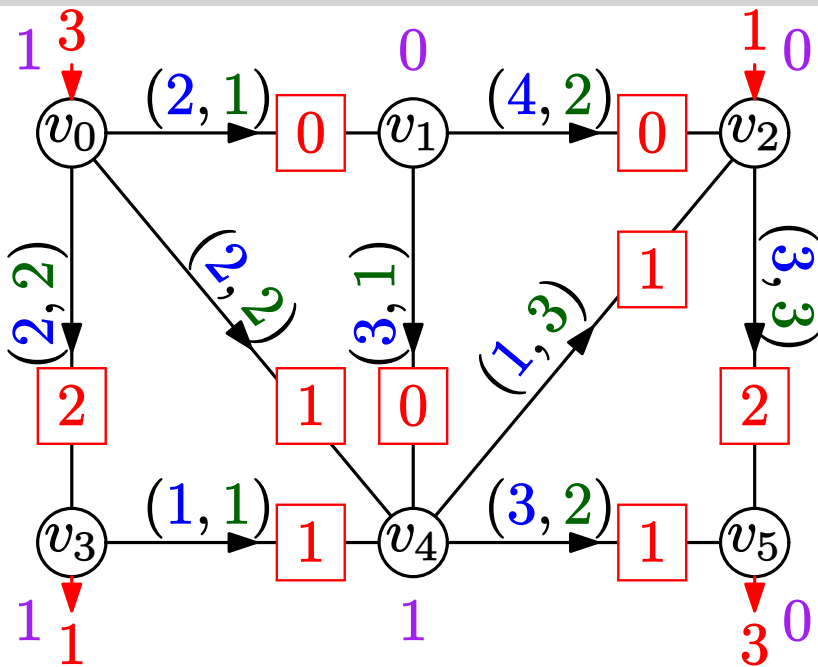 1 3 0 1 0
(2, 1) (4, 2)
v0 0 v1 0 v2
(2, 2) (2, 2) (3, 1) (1, 3) 1 (3, 3)
2 1 0 2
(1, 1) (3, 2)
v3 1 v4 1 v5
1 1 1 3 0